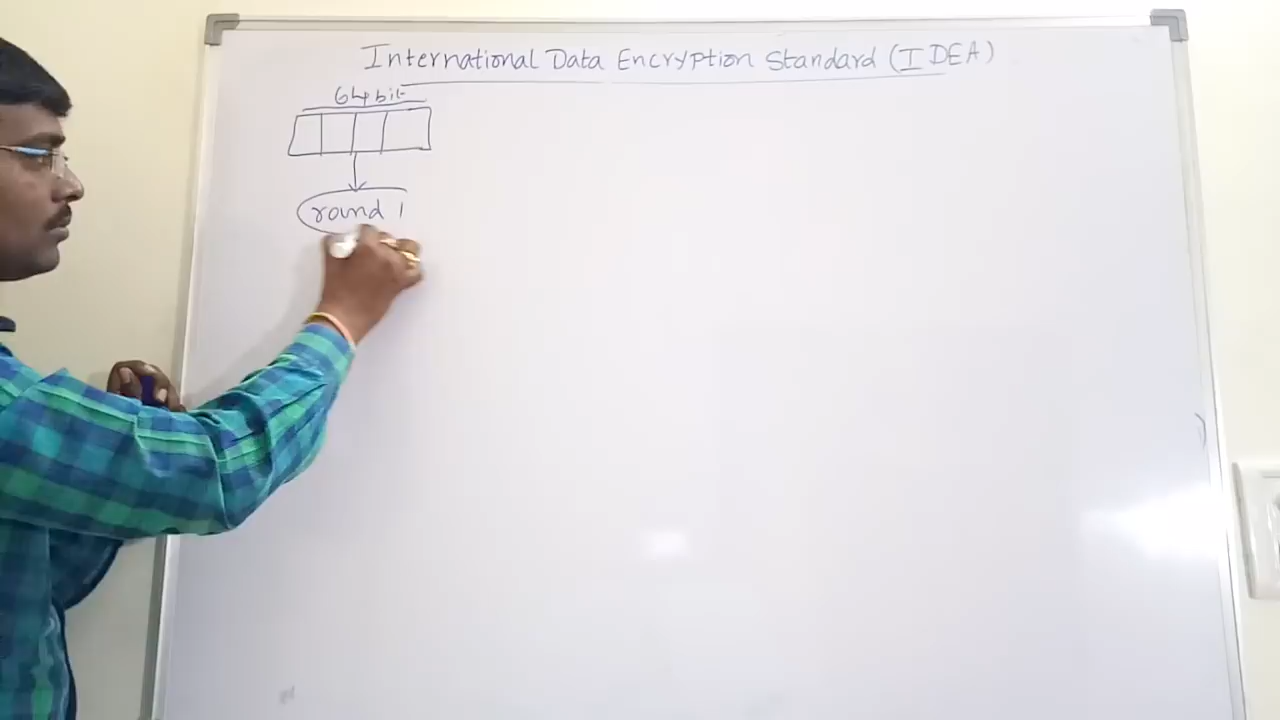 International Data Encryption Standard (IDEA)
64 bit
round 1